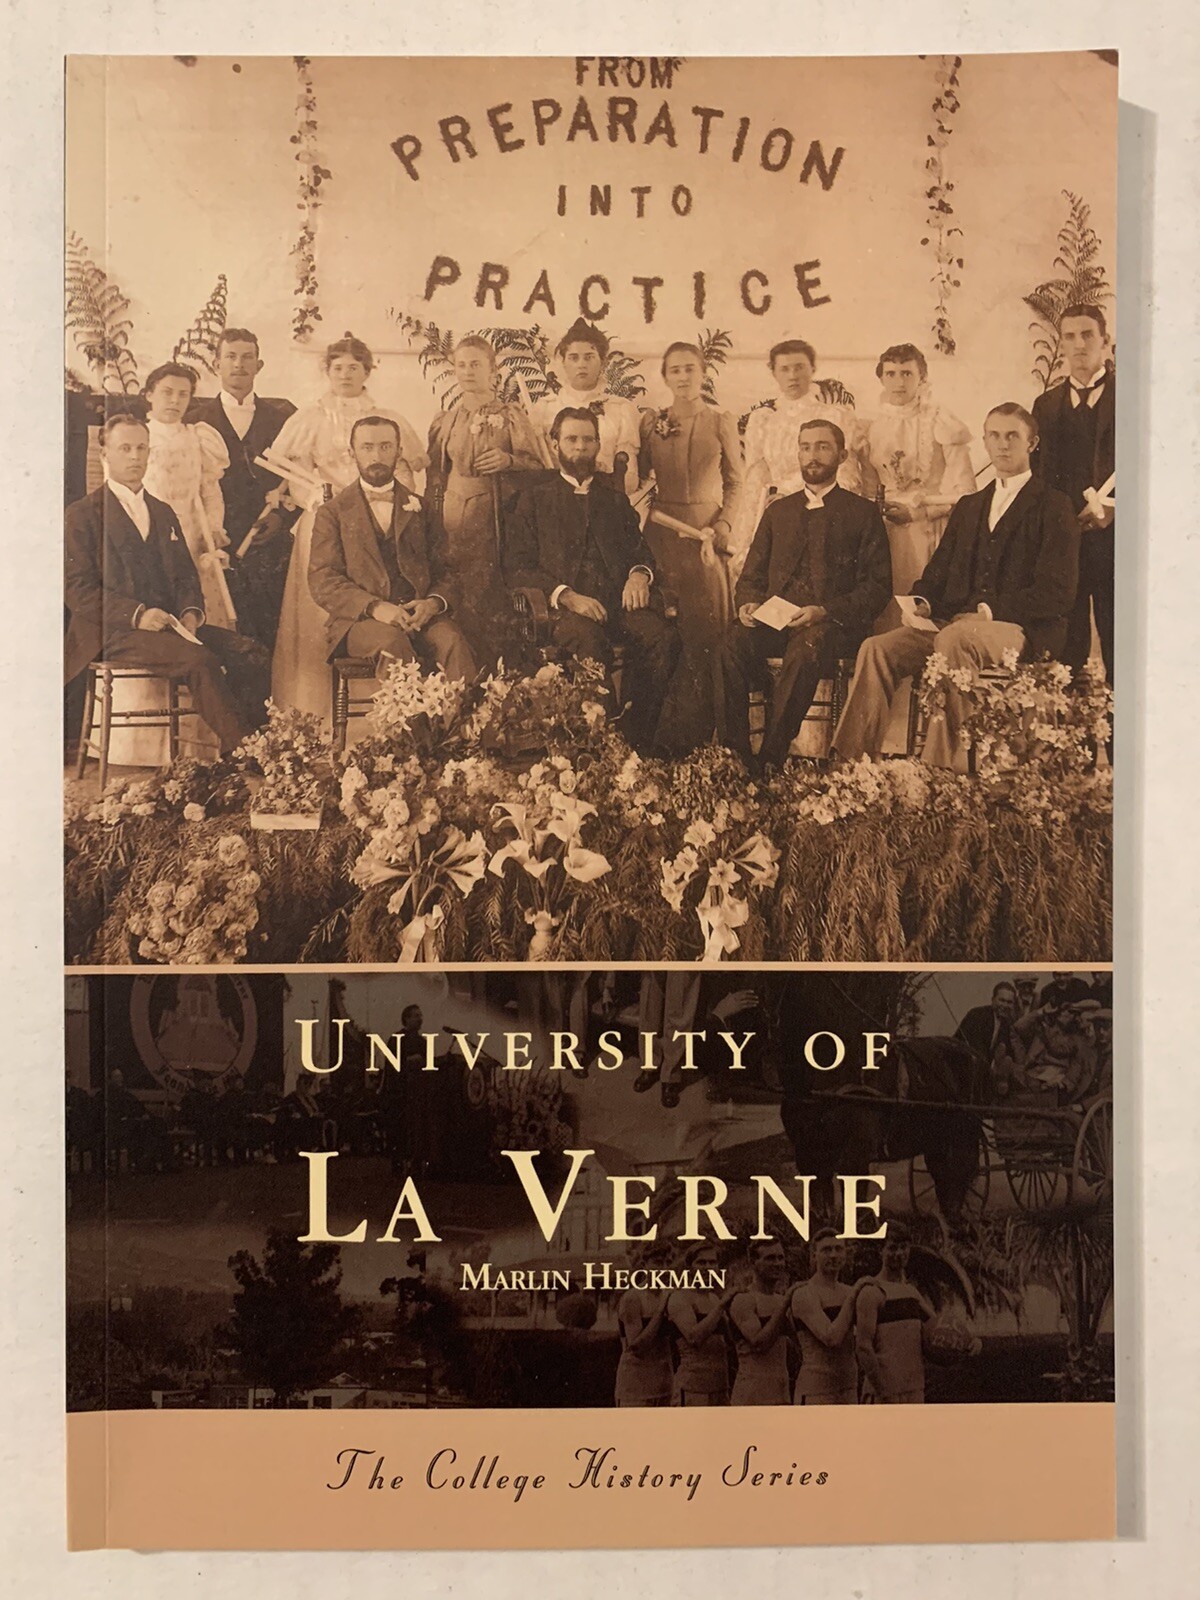 FROM
PREPARATION
INTO
PRACTICE
UNIVERSITY OF
LA VERNE
MARLIN HECKMAN
The College History Series